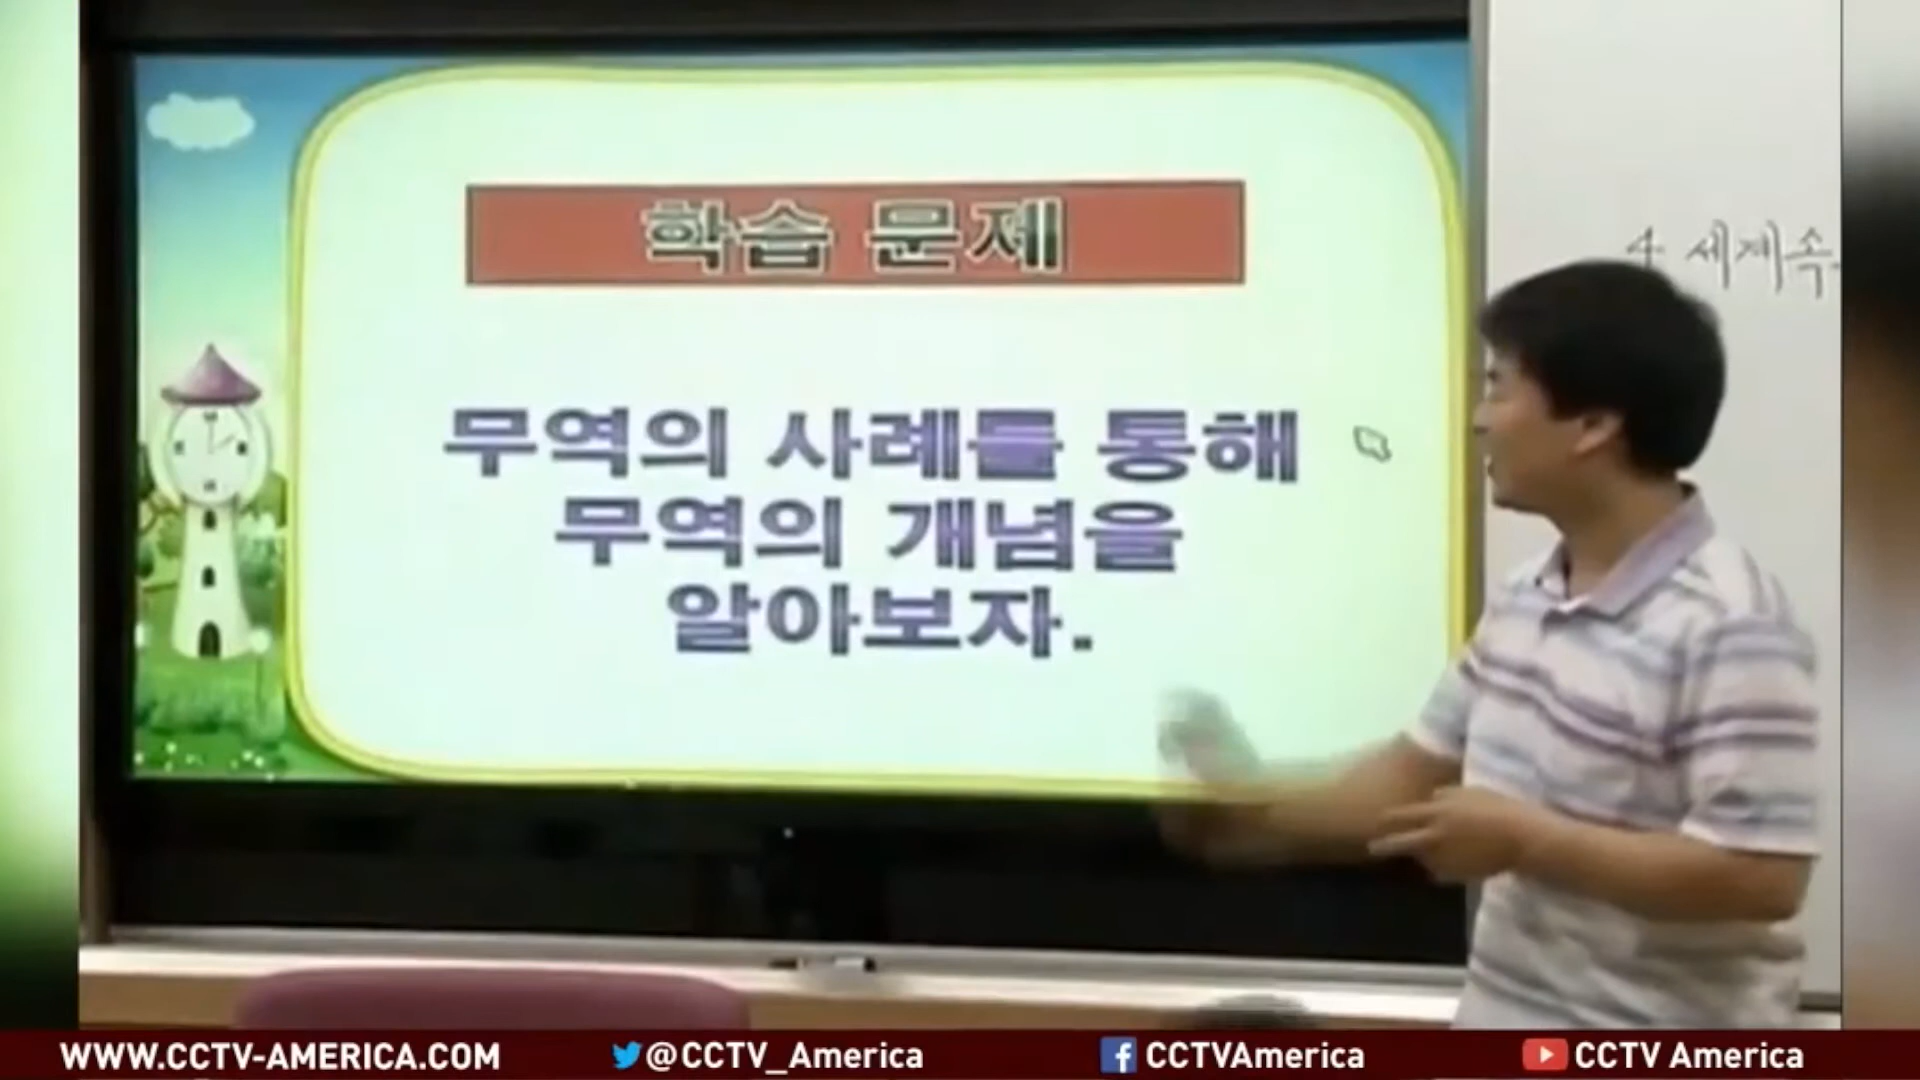 학습 문제
무역의 사례를 통해
무역의 개념을
알아보자.
4 세계속
WWW.CCTV-AMERICA.COM
@CCTV_America
CCTVAmerica
CCTV America